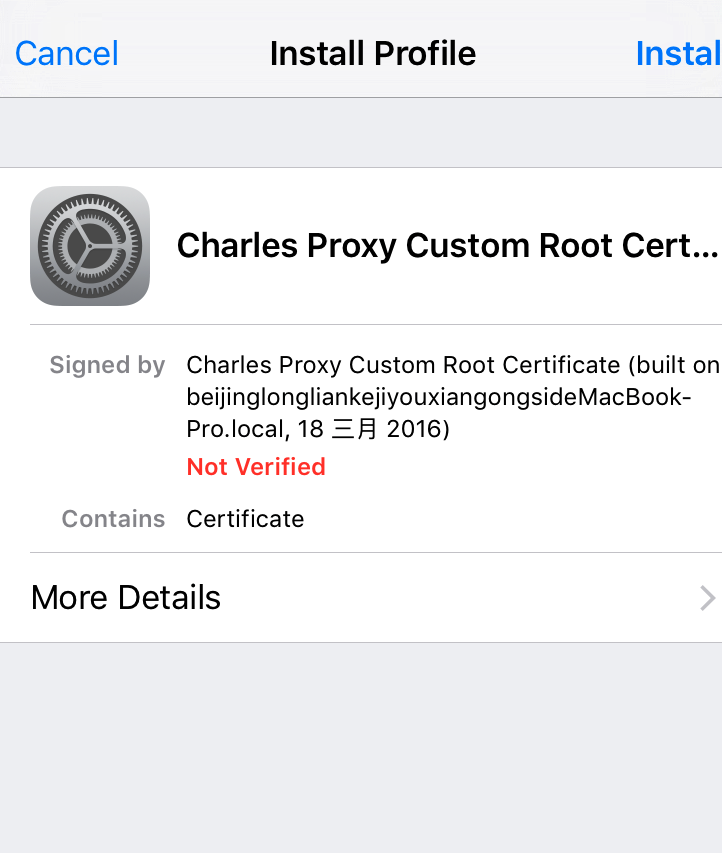 Cancel Install Profile Instal
Charles Proxy Custom Root Cert...
Signed by Charles Proxy Custom Root Certificate (built on
beijinglongliankejiyouxiangongsideMacBook-
Pro.local, 18 三月 2016)
Not Verified
Contains Certificate
More Details